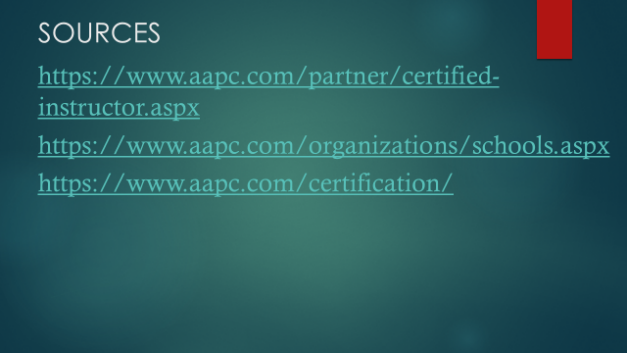 SOURCES
https://www.aapc.com/partner/certified-
instructor.aspx
https://www.aapc.com/organizations/schools.aspx
https://www.aapc.com/certification/